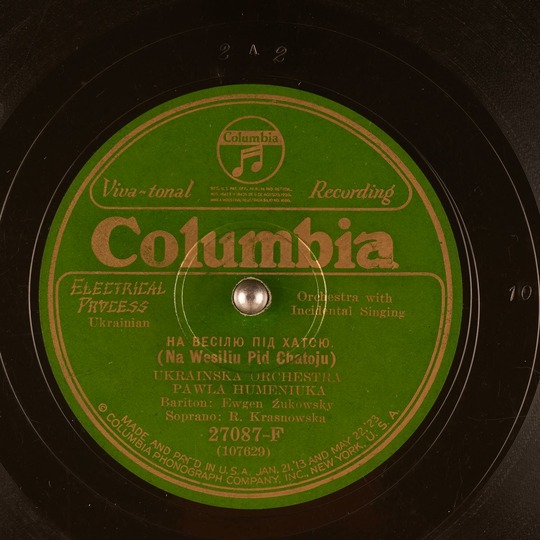 2 A 2
Columbia
Viva-tonal Recording
Columbia
ELECTRICAL
PROCESS
Ukrainian
Orchestra with
Incidental Singing
10
НА ВЕСІЛЮ ПІД ХАТОЮ.
(Na Wesiliu Pid Chatoju)
UKRAINSKA ORCHESTRA
PAWLA HUMENIUKA
Bariton: Ewgen Zukowsky
Soprano: R. Krasnowska
27087-F
(107629)
MADE AND PAT'D IN U.S.A. JAN. 21,'13 AND MAY 22,'23
© COLUMBIA PHONOGRAPH COMPANY, INC., NEW YORK, U.S.A.